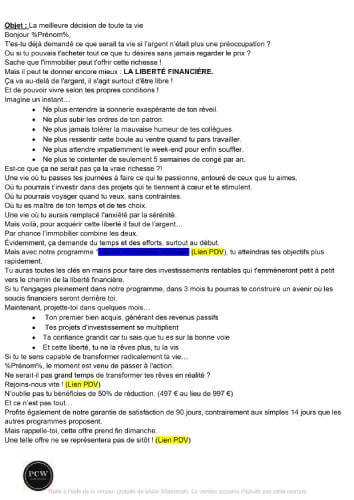 Objet : La meilleure décision de toute ta vie
Bonjour %Prénom%,
T'es-tu déjà demandé ce que serait ta vie si l'argent n'était plus une préoccupation ?
Ou si tu pouvais t'acheter tout ce que tu désires sans jamais regarder le prix ?
Sache que l'immobilier peut t'offrir cette richesse !
Mais il peut te donner encore mieux : LA LIBERTÉ FINANCIÈRE.
Ça va au-delà de l'argent, il s'agit surtout d'être libre !
Et de pouvoir vivre selon tes propres conditions !
Imagine un instant…
• Ne plus entendre la sonnerie exaspérante de ton réveil.
• Ne plus subir les ordres de ton patron.
• Ne plus jamais tolérer la mauvaise humeur de tes collègues.
• Ne plus ressentir cette boule au ventre quand tu pars travailler.
• Ne plus attendre impatiemment le week-end pour enfin souffler.
• Ne plus te contenter de seulement 5 semaines de congé par an.
Est-ce que ça ne serait pas ça la vraie richesse ?!
Une vie où tu passes tes journées à faire ce qui te passionne, entouré de ceux que tu aimes.
Où tu pourrais t'investir dans des projets qui te tiennent à cœur et te stimulent.
Où tu pourrais voyager quand tu veux, sans contraintes.
Où tu es maître de ton temps et de tes choix.
Une vie où tu aurais remplacé l'anxiété par la sérénité.
Mais voilà, pour acquérir cette liberté il faut de l'argent…
Par chance l'immobilier combine les deux.
Évidemment, ça demande du temps et des efforts, surtout au début.
Mais avec notre programme (Lien PDV), tu atteindras tes objectifs plus
rapidement.
Tu auras toutes les clés en mains pour faire des investissements rentables qui t'emmèneront petit à petit
vers le chemin de la liberté financière.
Si tu t'engages pleinement dans notre programme, dans 3 mois tu pourras te construire un avenir où les
soucis financiers seront derrière toi.
Maintenant, projette-toi dans quelques mois…
• Ton premier bien acquis, générant des revenus passifs
• Tes projets d'investissement se multiplient
• Ta confiance grandit car tu sais que tu es sur la bonne voie
• Et cette liberté, tu ne la rêves plus, tu la vis
Si tu te sens capable de transformer radicalement ta vie…
%Prénom%, le moment est venu de passer à l'action.
Ne serait-il pas grand temps de transformer tes rêves en réalité ?
Rejoins-nous vite ! (Lien PDV)
N'oublie pas tu bénéficies de 50% de réduction. (497 € au lieu de 997 €)
Et ce n'est pas tout…
Profite également de notre garantie de satisfaction de 90 jours, contrairement aux simples 14 jours que les
autres programmes proposent.
Mais rappelle-toi, cette offre prend fin dimanche.
Une telle offre ne se représentera pas de sitôt ! (Lien PDV)
PCW